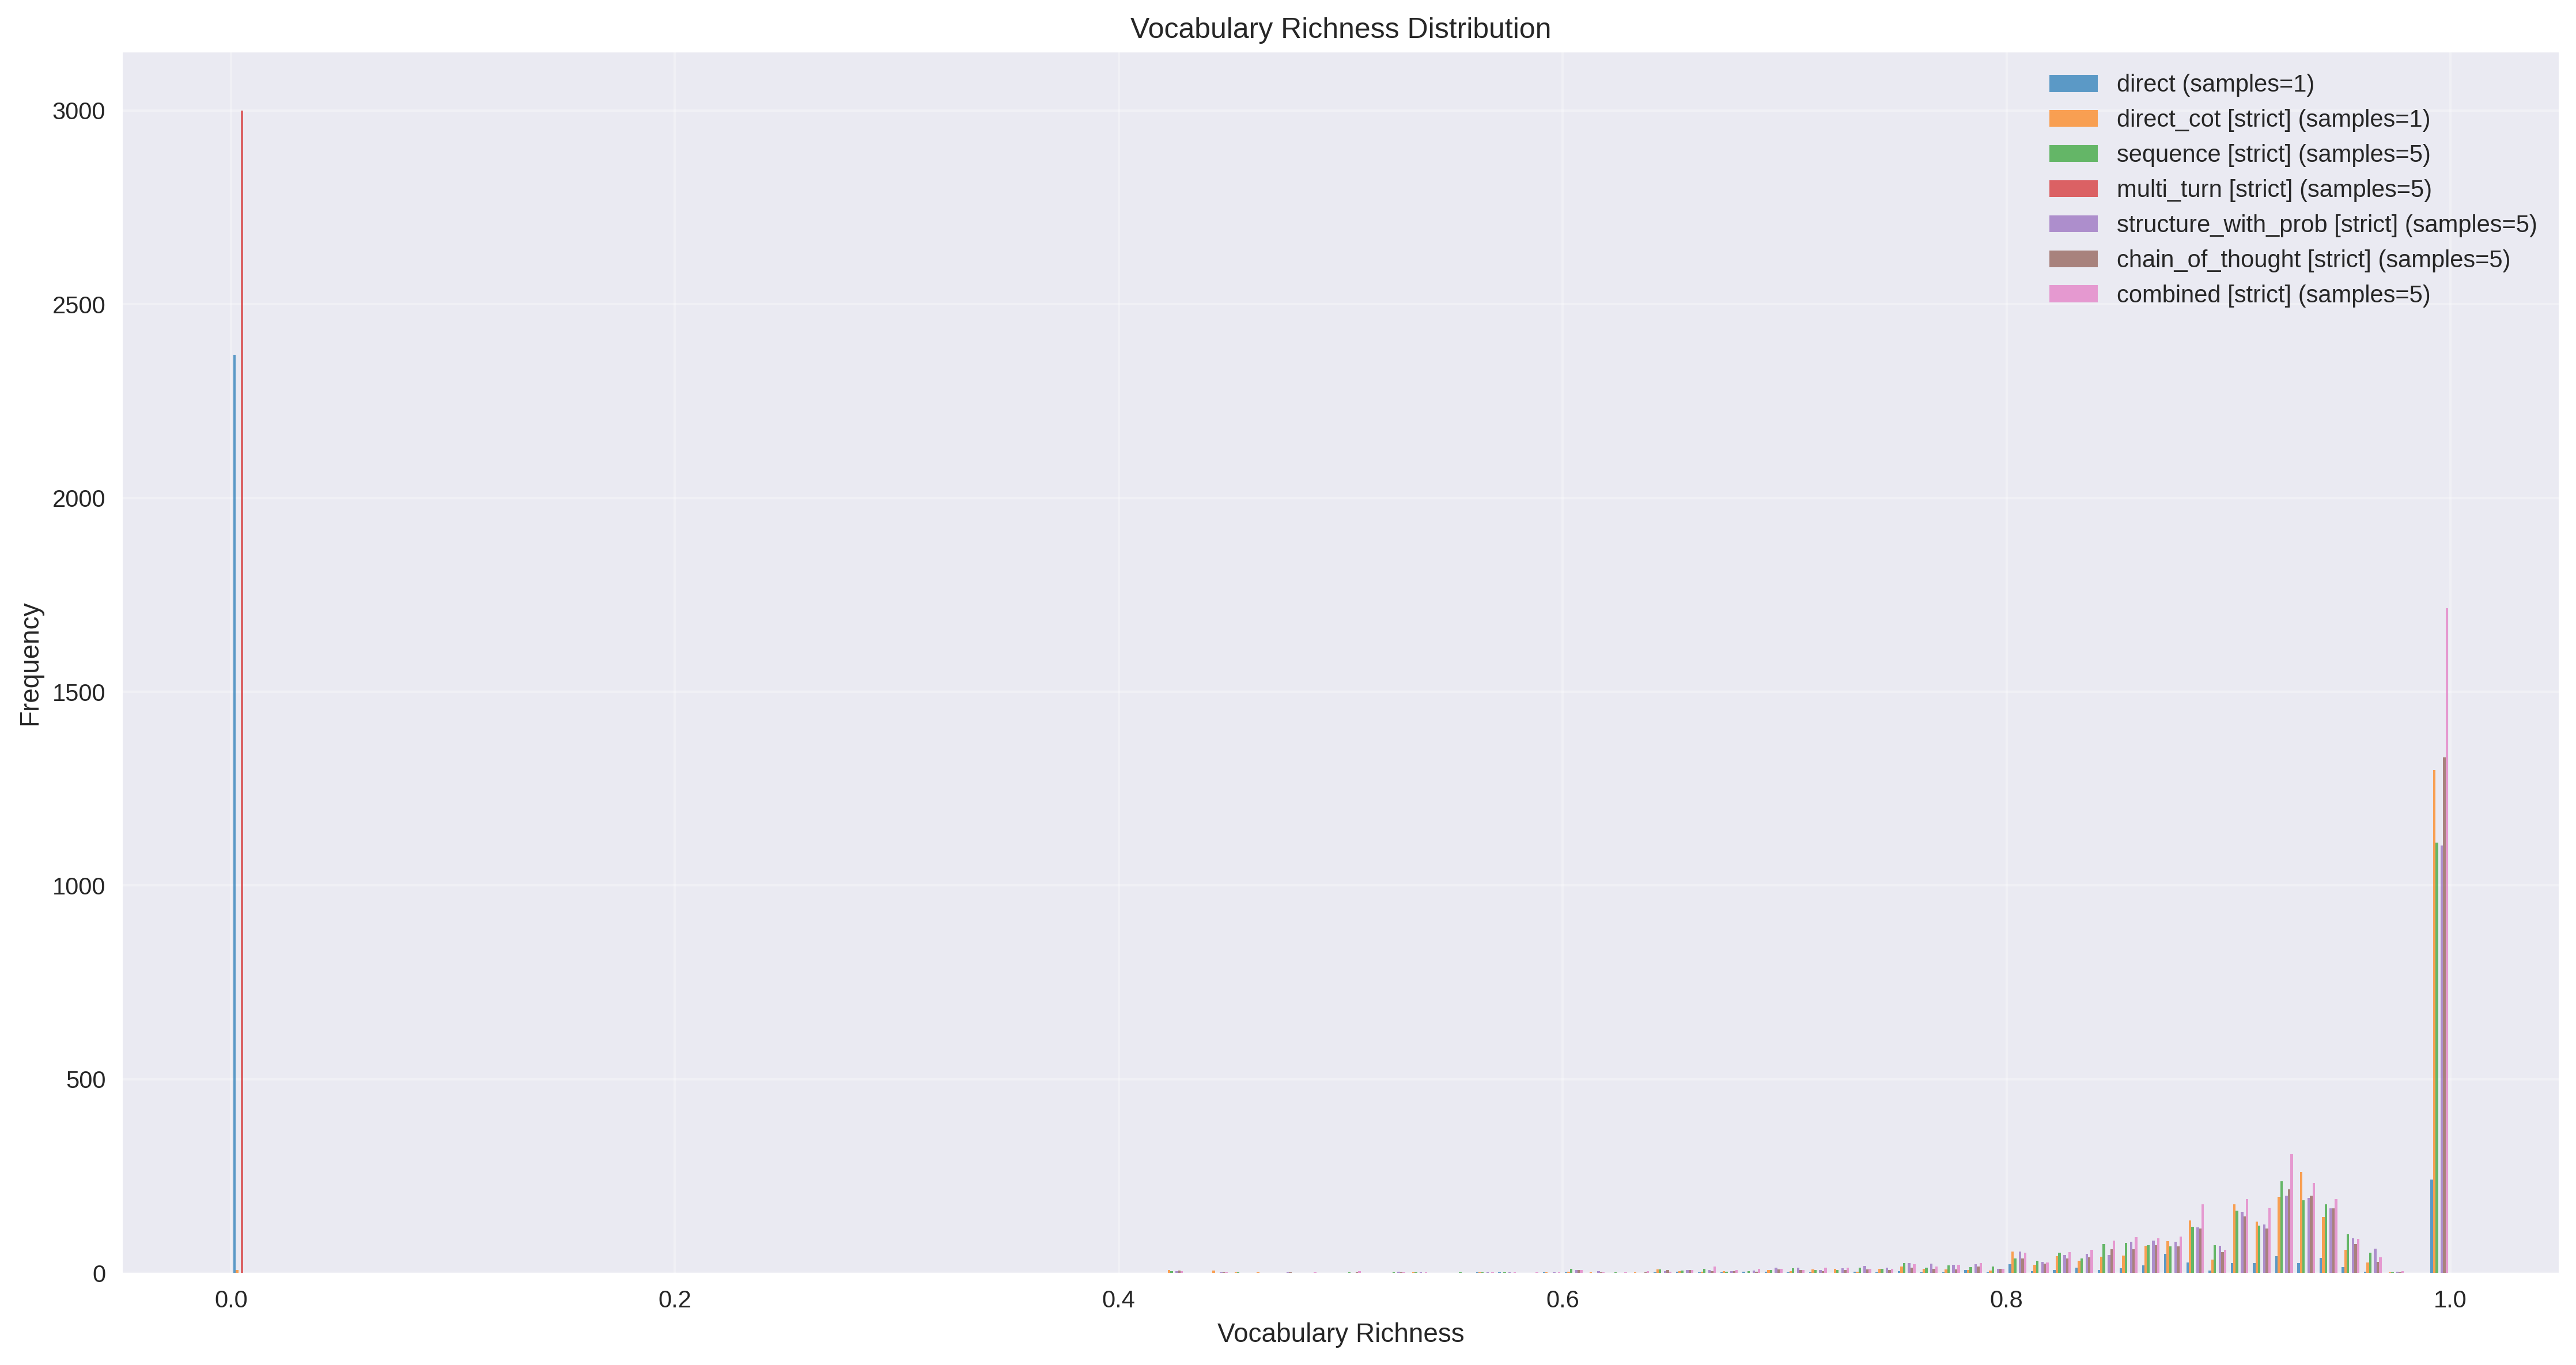 Vocabulary Richness Distribution
direct (samples=1)
direct_cot [strict] (samples=1)
sequence [strict] (samples=5)
multi_turn [strict] (samples=5)
structure_with_prob [strict] (samples=5)
chain_of_thought [strict] (samples=5)
combined [strict] (samples=5)
Frequency
3000
2500
2000
1500
1000
500
0
0.0 0.2 0.4 0.6 0.8 1.0
Vocabulary Richness